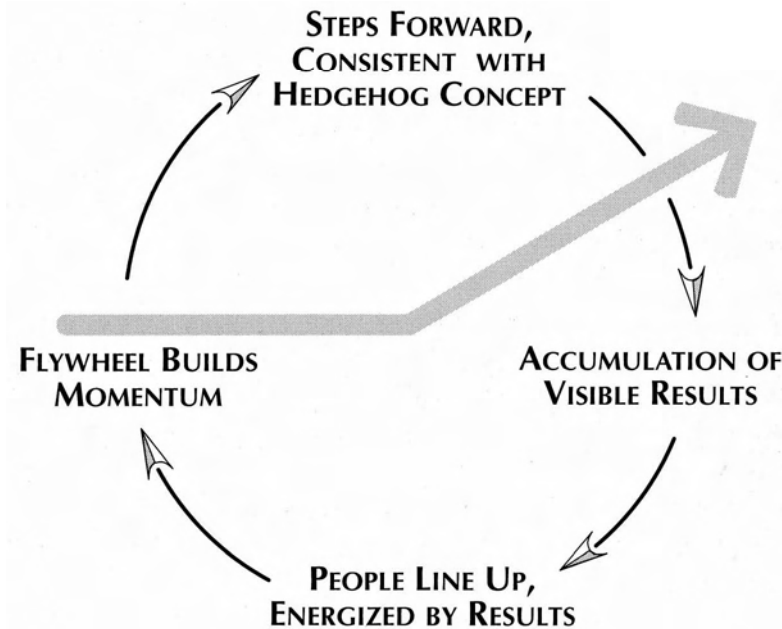 STEPS FORWARD,
CONSISTENT WITH
HEDGEHOG CONCEPT
FLYWHEEL BUILDS
MOMENTUM
ACCUMULATION OF
VISIBLE RESULTS
PEOPLE LINE UP,
ENERGIZED BY RESULTS